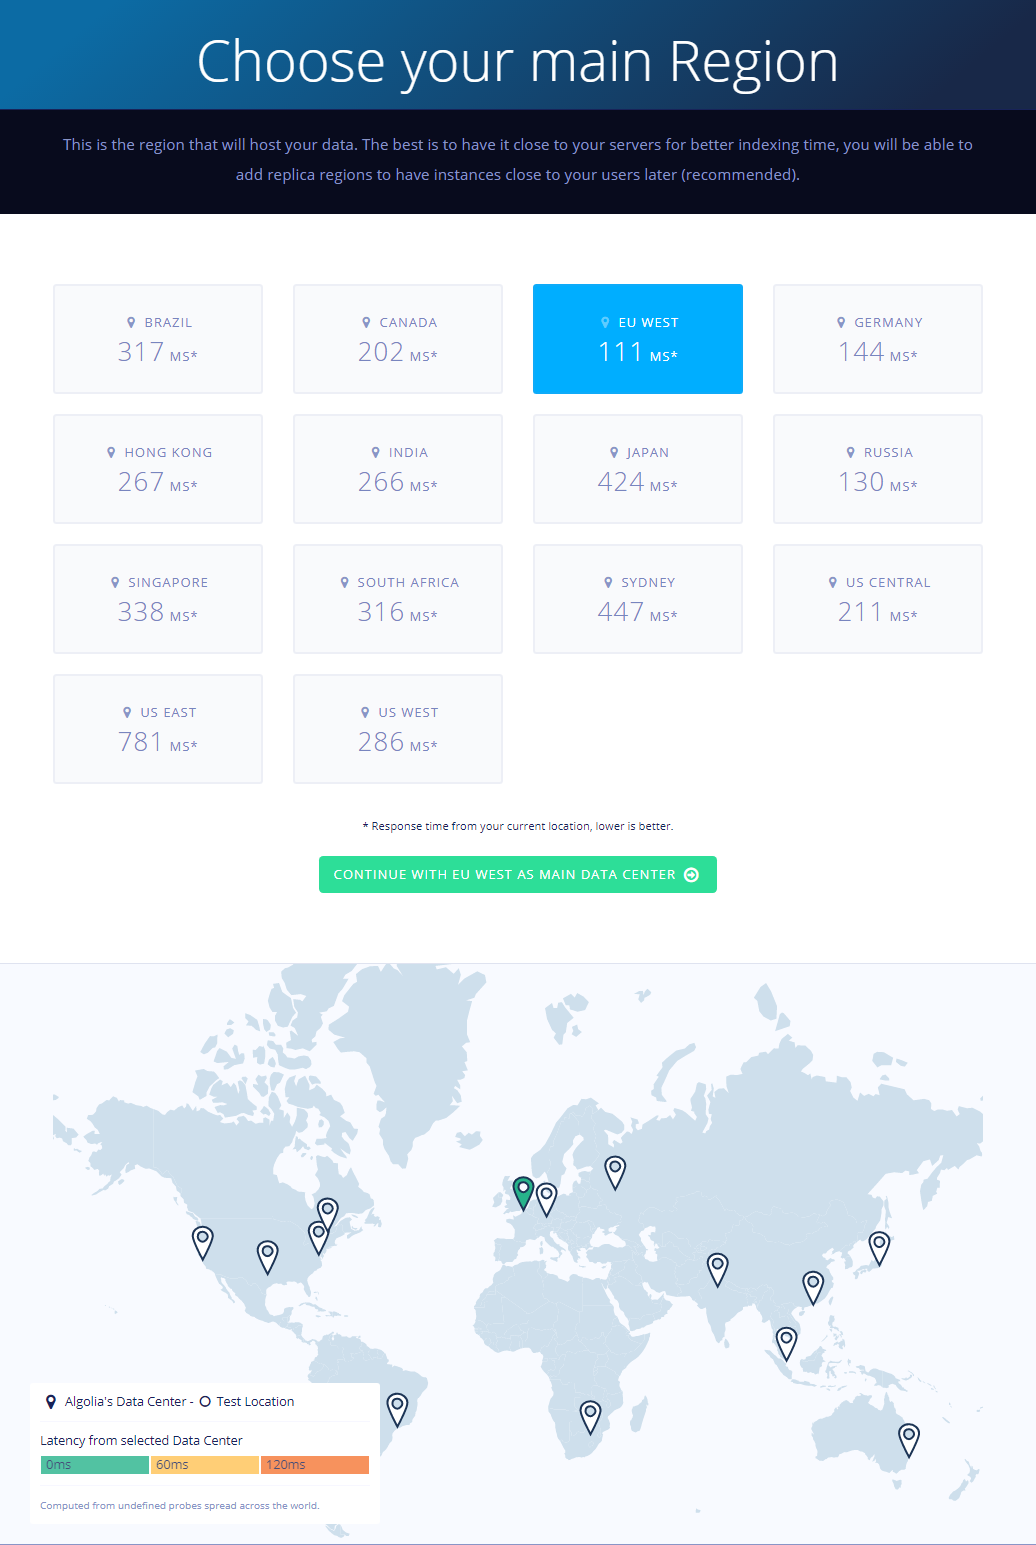 Choose your main Region
This is the region that will host your data. The best is to have it close to your servers for better indexing time, you will be able to
add replica regions to have instances close to your users later (recommended).
BRAZIL
317 MS*
CANADA
202 MS*
EU WEST
111 MS*
GERMANY
144 MS*
HONG KONG
267 MS*
INDIA
266 MS*
JAPAN
424 MS*
RUSSIA
130 MS*
SINGAPORE
338 MS*
SOUTH AFRICA
316 MS*
SYDNEY
447 MS*
US CENTRAL
211 MS*
US EAST
781 MS*
US WEST
286 MS*
* Response time from your current location, lower is better.
CONTINUE WITH EU WEST AS MAIN DATA CENTER
Algolia's Data Center - Test Location
Latency from selected Data Center
0ms 60ms 120ms
Computed from undefined probes spread across the world.